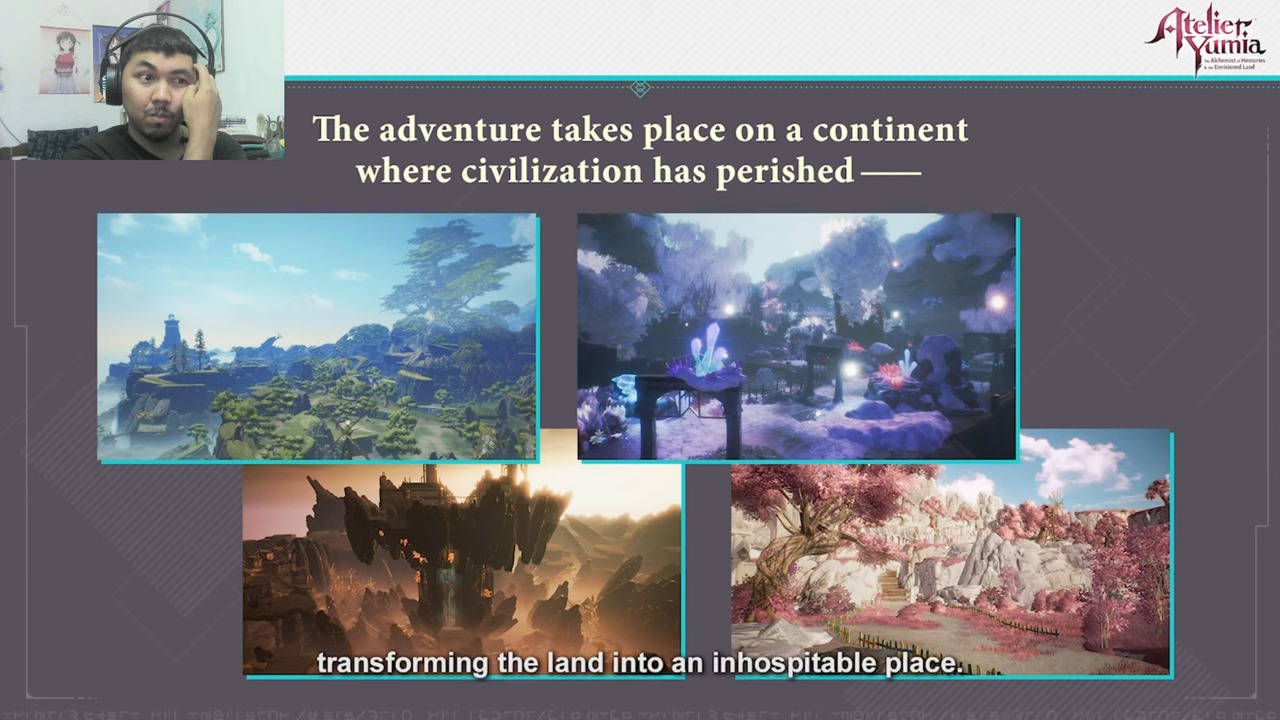 Atelier
Yumia
The Alchemist of Memories
& the Envisioned Land
The adventure takes place on a continent
where civilization has perished——
transforming the land into an inhospitable place.